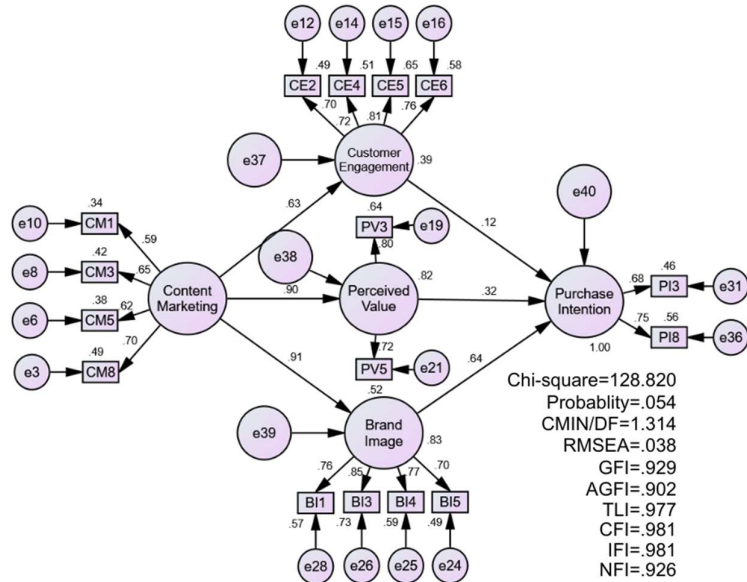 e12 e14 e15 e16
.49 .51 .65 .58
CE2 CE4 CE5 CE6
.70 .72 .81 .76
e37
Customer
Engagement
.39
e40
.34
e10 CM1
.59
.63
.64
PV3 e19
.80
.12
e38
.42
e8 CM3
.65
Content
Marketing
.90
Perceived
Value
.82
.32
Purchase
Intention
.68
.46
PI3 e31
.38
e6 CM5
.62
.75
.56
PI8 e36
1.00
.49
e3 CM8
.70
.91
.72
PV5 e21
.52
.64
e39
Brand
Image
.83
.76 .85 .77 .70
BI1 BI3 BI4 BI5
.57 .73 .59 .49
e28 e26 e25 e24
Chi-square=128.820
Probablity=.054
CMIN/DF=1.314
RMSEA=.038
GFI=.929
AGFI=.902
TLI=.977
CFI=.981
IFI=.981
NFI=.926